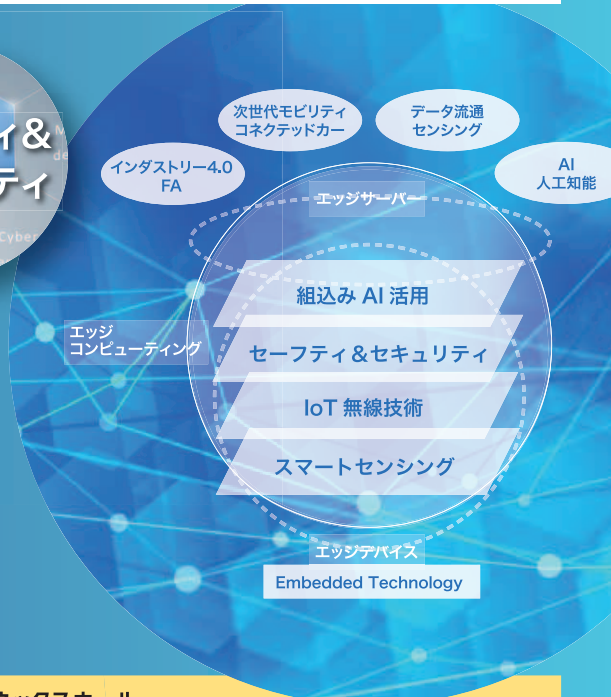 次世代モビリティ
コネクテッドカー
データ流通
センシング
インダストリー4.0
FA
AI
人工知能
ィ&
ティ
Cyber
エッジサーバー
組込み AI 活用
エッジ
コンピューティング
セーフティ&セキュリティ
IoT 無線技術
スマートセンシング
エッジデバイス
Embedded Technology